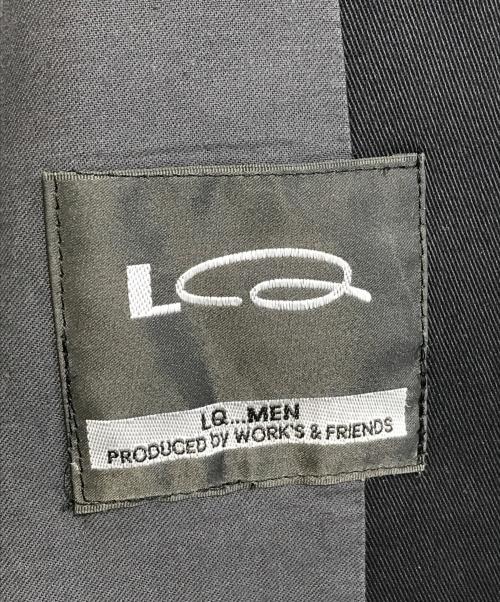 LQ
LQ...MEN
PRODUCED by WORK'S & FRIENDS